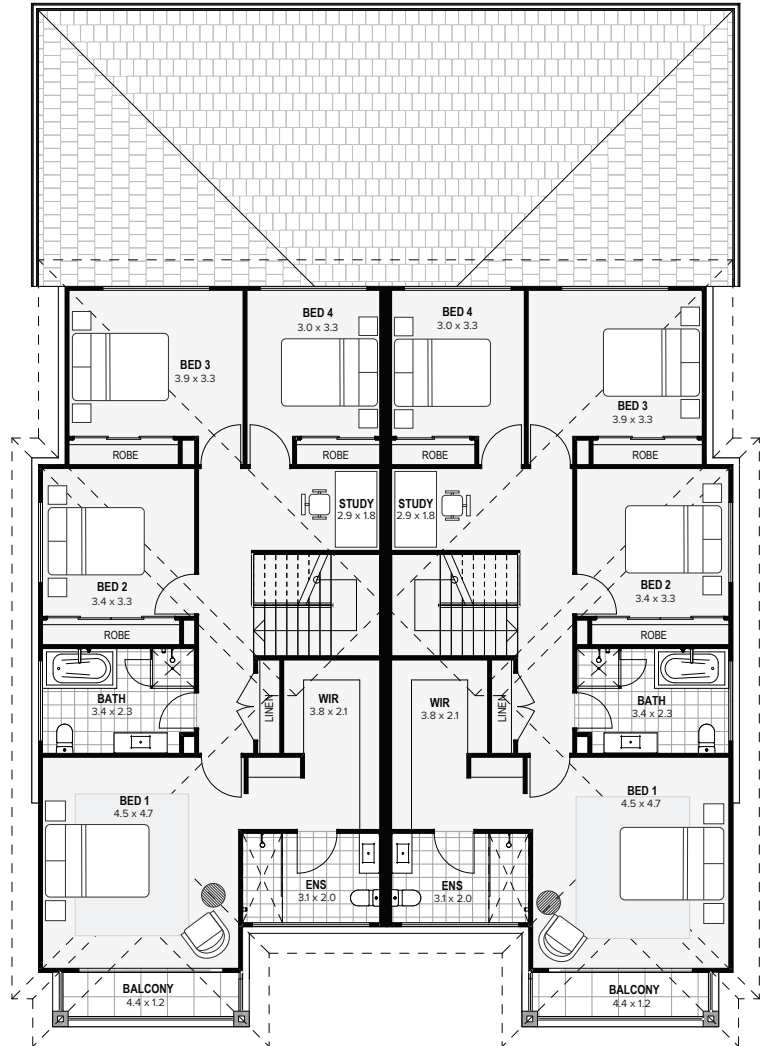 BED 4
3.0 x 3.3
BED 4
3.0 x 3.3
BED 3
3.9 x 3.3
BED 3
3.9 x 3.3
ROBE
ROBE
ROBE
ROBE
STUDY
2.9 x 1.8
STUDY
2.9 x 1.8
BED 2
3.4 x 3.3
BED 2
3.4 x 3.3
ROBE
ROBE
BATH
3.4 x 2.3
LINEN
WIR
3.8 x 2.1
WIR
3.8 x 2.1
LINEN
BATH
3.4 x 2.3
BED 1
4.5 x 4.7
BED 1
4.5 x 4.7
ENS
3.1 x 2.0
ENS
3.1 x 2.0
BALCONY
4.4 x 1.2
BALCONY
4.4 x 1.2